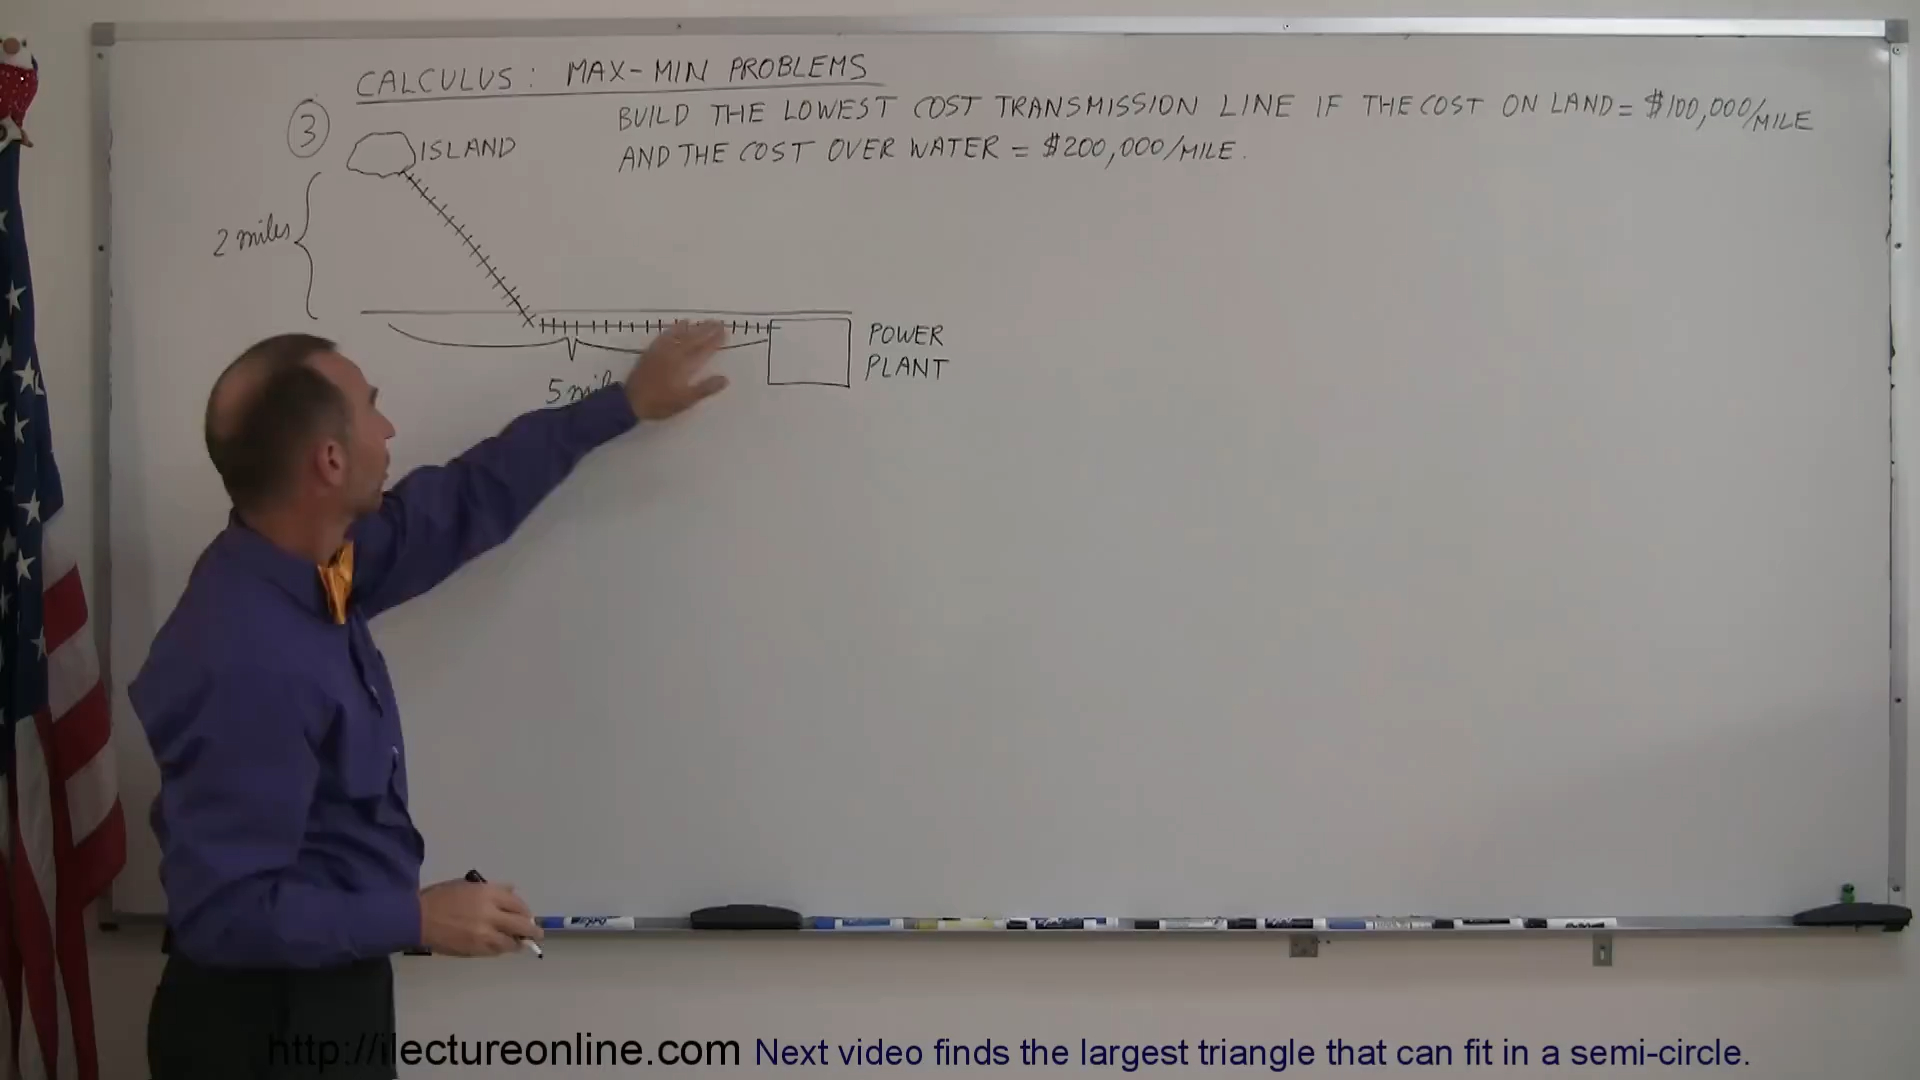 CALCULUS: MAX-MIN PROBLEMS
3
BUILD THE LOWEST COST TRANSMISSION LINE IF THE COST ON LAND = $100,000/MILE
AND THE COST OVER WATER = $200,000/MILE.
ISLAND
2 miles
POWER
PLANT
5
http://ilectureonline.com Next video finds the largest triangle that can fit in a semi-circle.